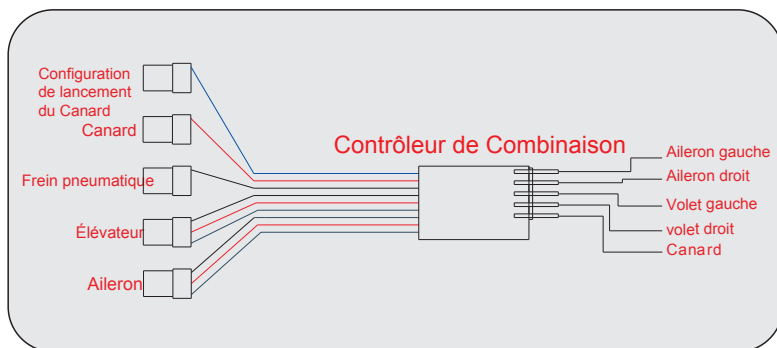 Configuration
de lancement
du Canard
Canard
Frein pneumatique
Élévateur
Aileron
Contrôleur de Combinaison
Aileron gauche
Aileron droit
Volet gauche
volet droit
Canard